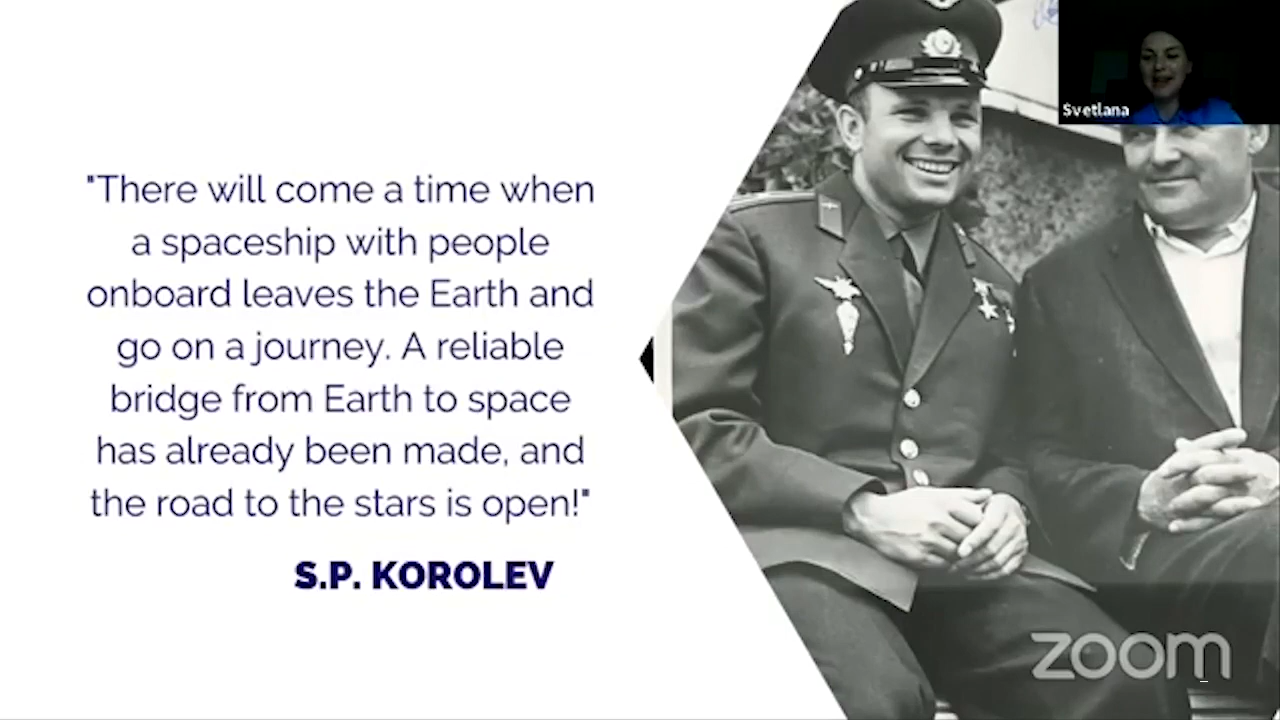 "There will come a time when
a spaceship with people
onboard leaves the Earth and
go on a journey. A reliable
bridge from Earth to space
has already been made, and
the road to the stars is open!"
S.P. KOROLEV
Svetlana
zoom